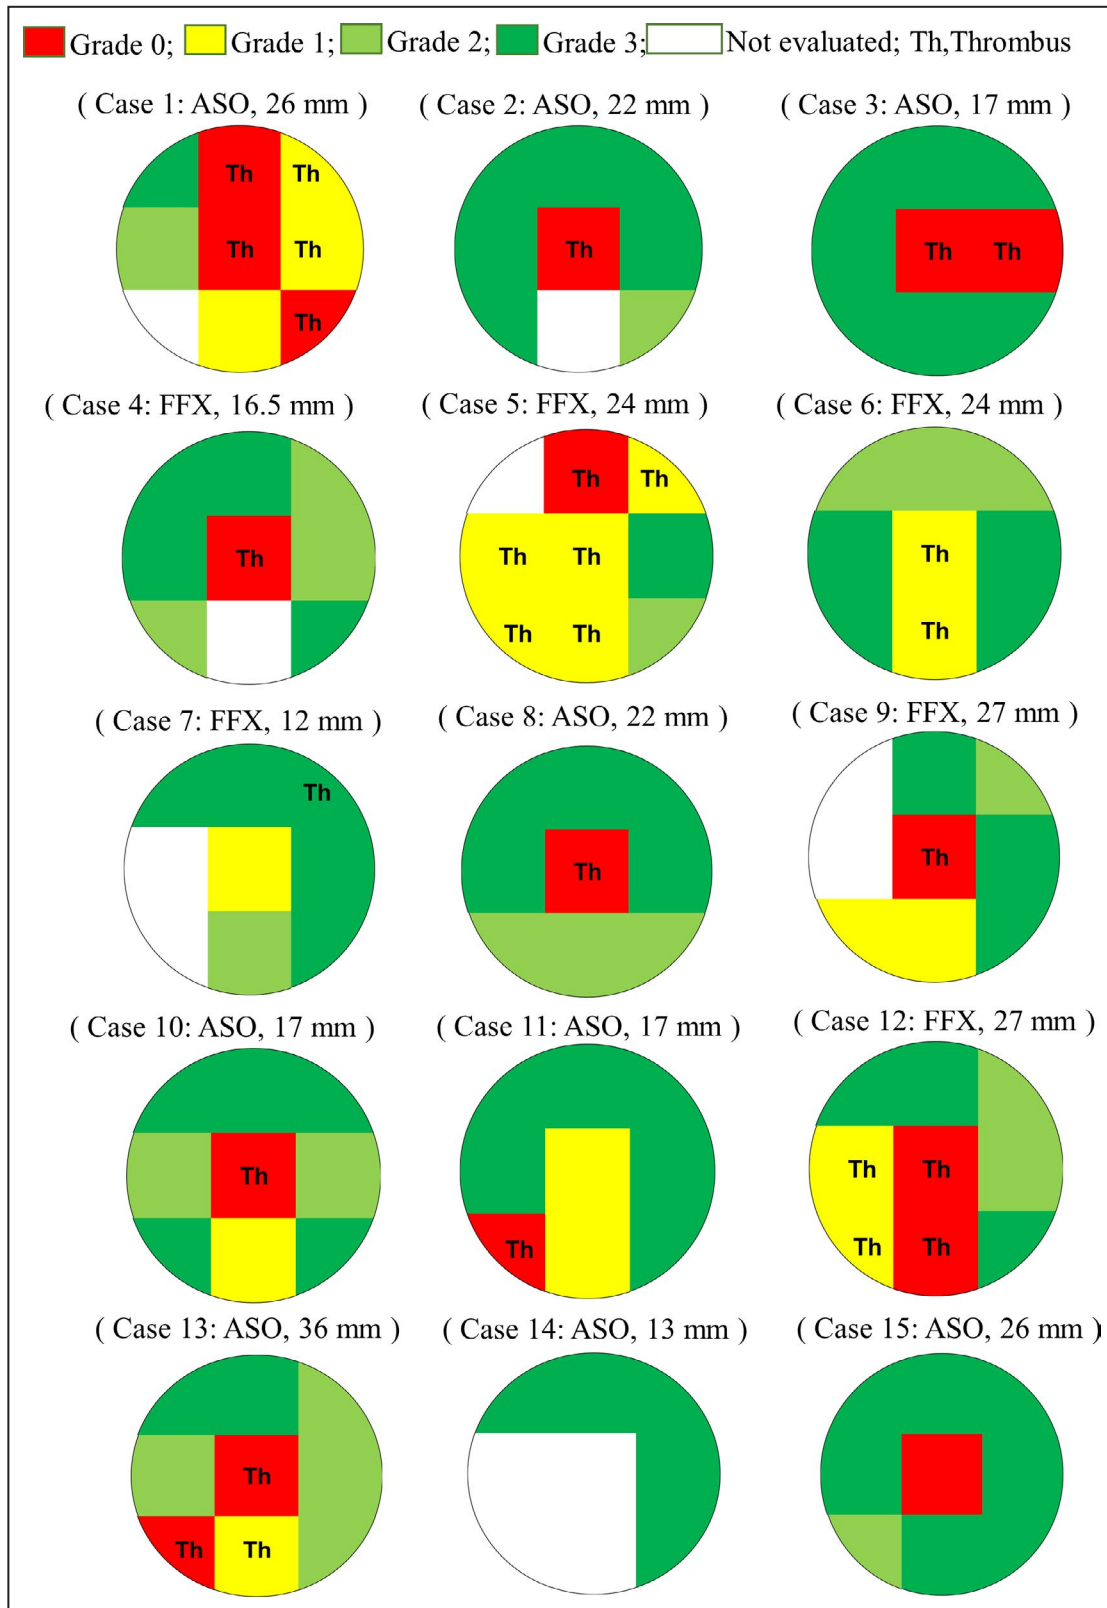 Grade 0; Grade 1; Grade 2; Grade 3; Not evaluated; Th,Thrombus
( Case 1: ASO, 26 mm ) ( Case 2: ASO, 22 mm ) ( Case 3: ASO, 17 mm )
Th Th
Th Th Th Th Th
Th
( Case 4: FFX, 16.5 mm ) ( Case 5: FFX, 24 mm ) ( Case 6: FFX, 24 mm )
Th Th
Th Th Th Th
Th Th Th
( Case 7: FFX, 12 mm ) ( Case 8: ASO, 22 mm ) ( Case 9: FFX, 27 mm )
Th
Th Th
( Case 10: ASO, 17 mm ) ( Case 11: ASO, 17 mm ) ( Case 12: FFX, 27 mm )
Th Th Th
Th Th Th
( Case 13: ASO, 36 mm ) ( Case 14: ASO, 13 mm ) ( Case 15: ASO, 26 mm )
Th
Th Th